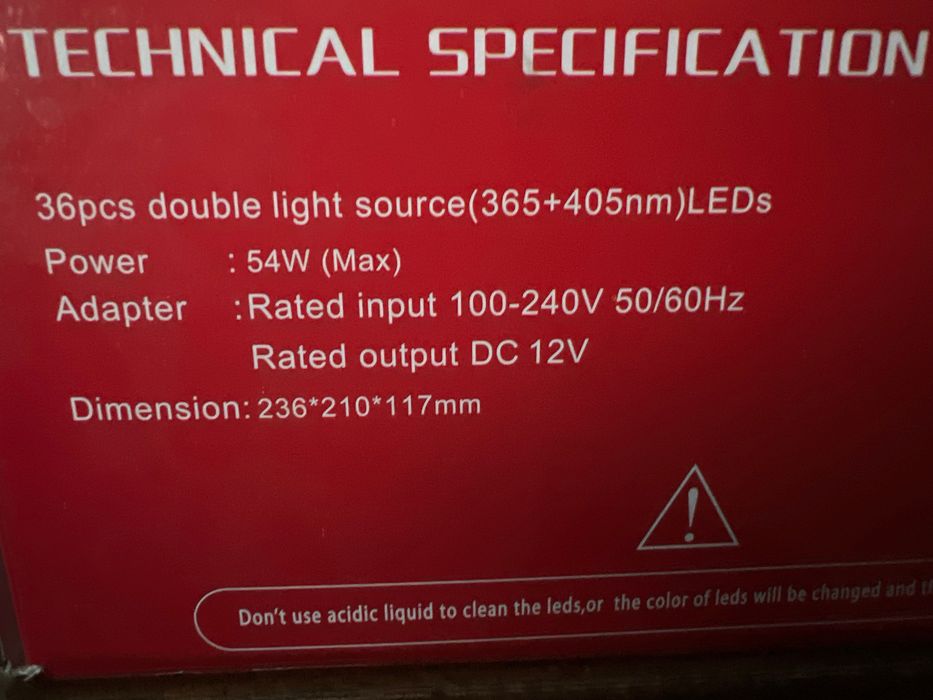 TECHNICAL SPECIFICATION
36pcs double light source(365+405nm)LEDs
Power : 54W (Max)
Adapter :Rated input 100-240V 50/60Hz
Rated output DC 12V
Dimension: 236*210*117mm
!
Don't use acidic liquid to clean the leds,or the color of leds will be changed and